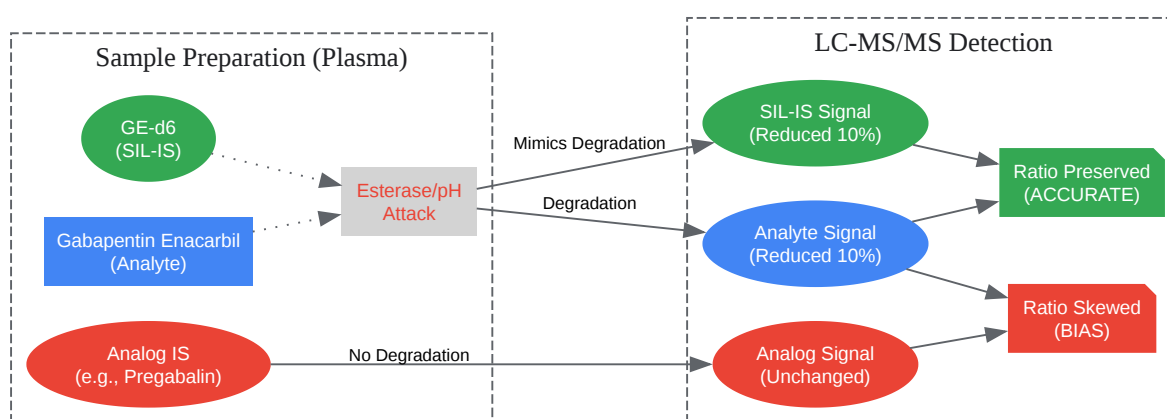 Sample Preparation (Plasma)
LC-MS/MS Detection
GE-d6
(SIL-IS)
Gabapentin Enacarbil
(Analyte)
Analog IS
(e.g., Pregabalin)
Esterase/pH
Attack
Mimics Degradation
Degradation
No Degradation
SIL-IS Signal
(Reduced 10%)
Analyte Signal
(Reduced 10%)
Analog Signal
(Unchanged)
Ratio Preserved
(ACCURATE)
Ratio Skewed
(BIAS)